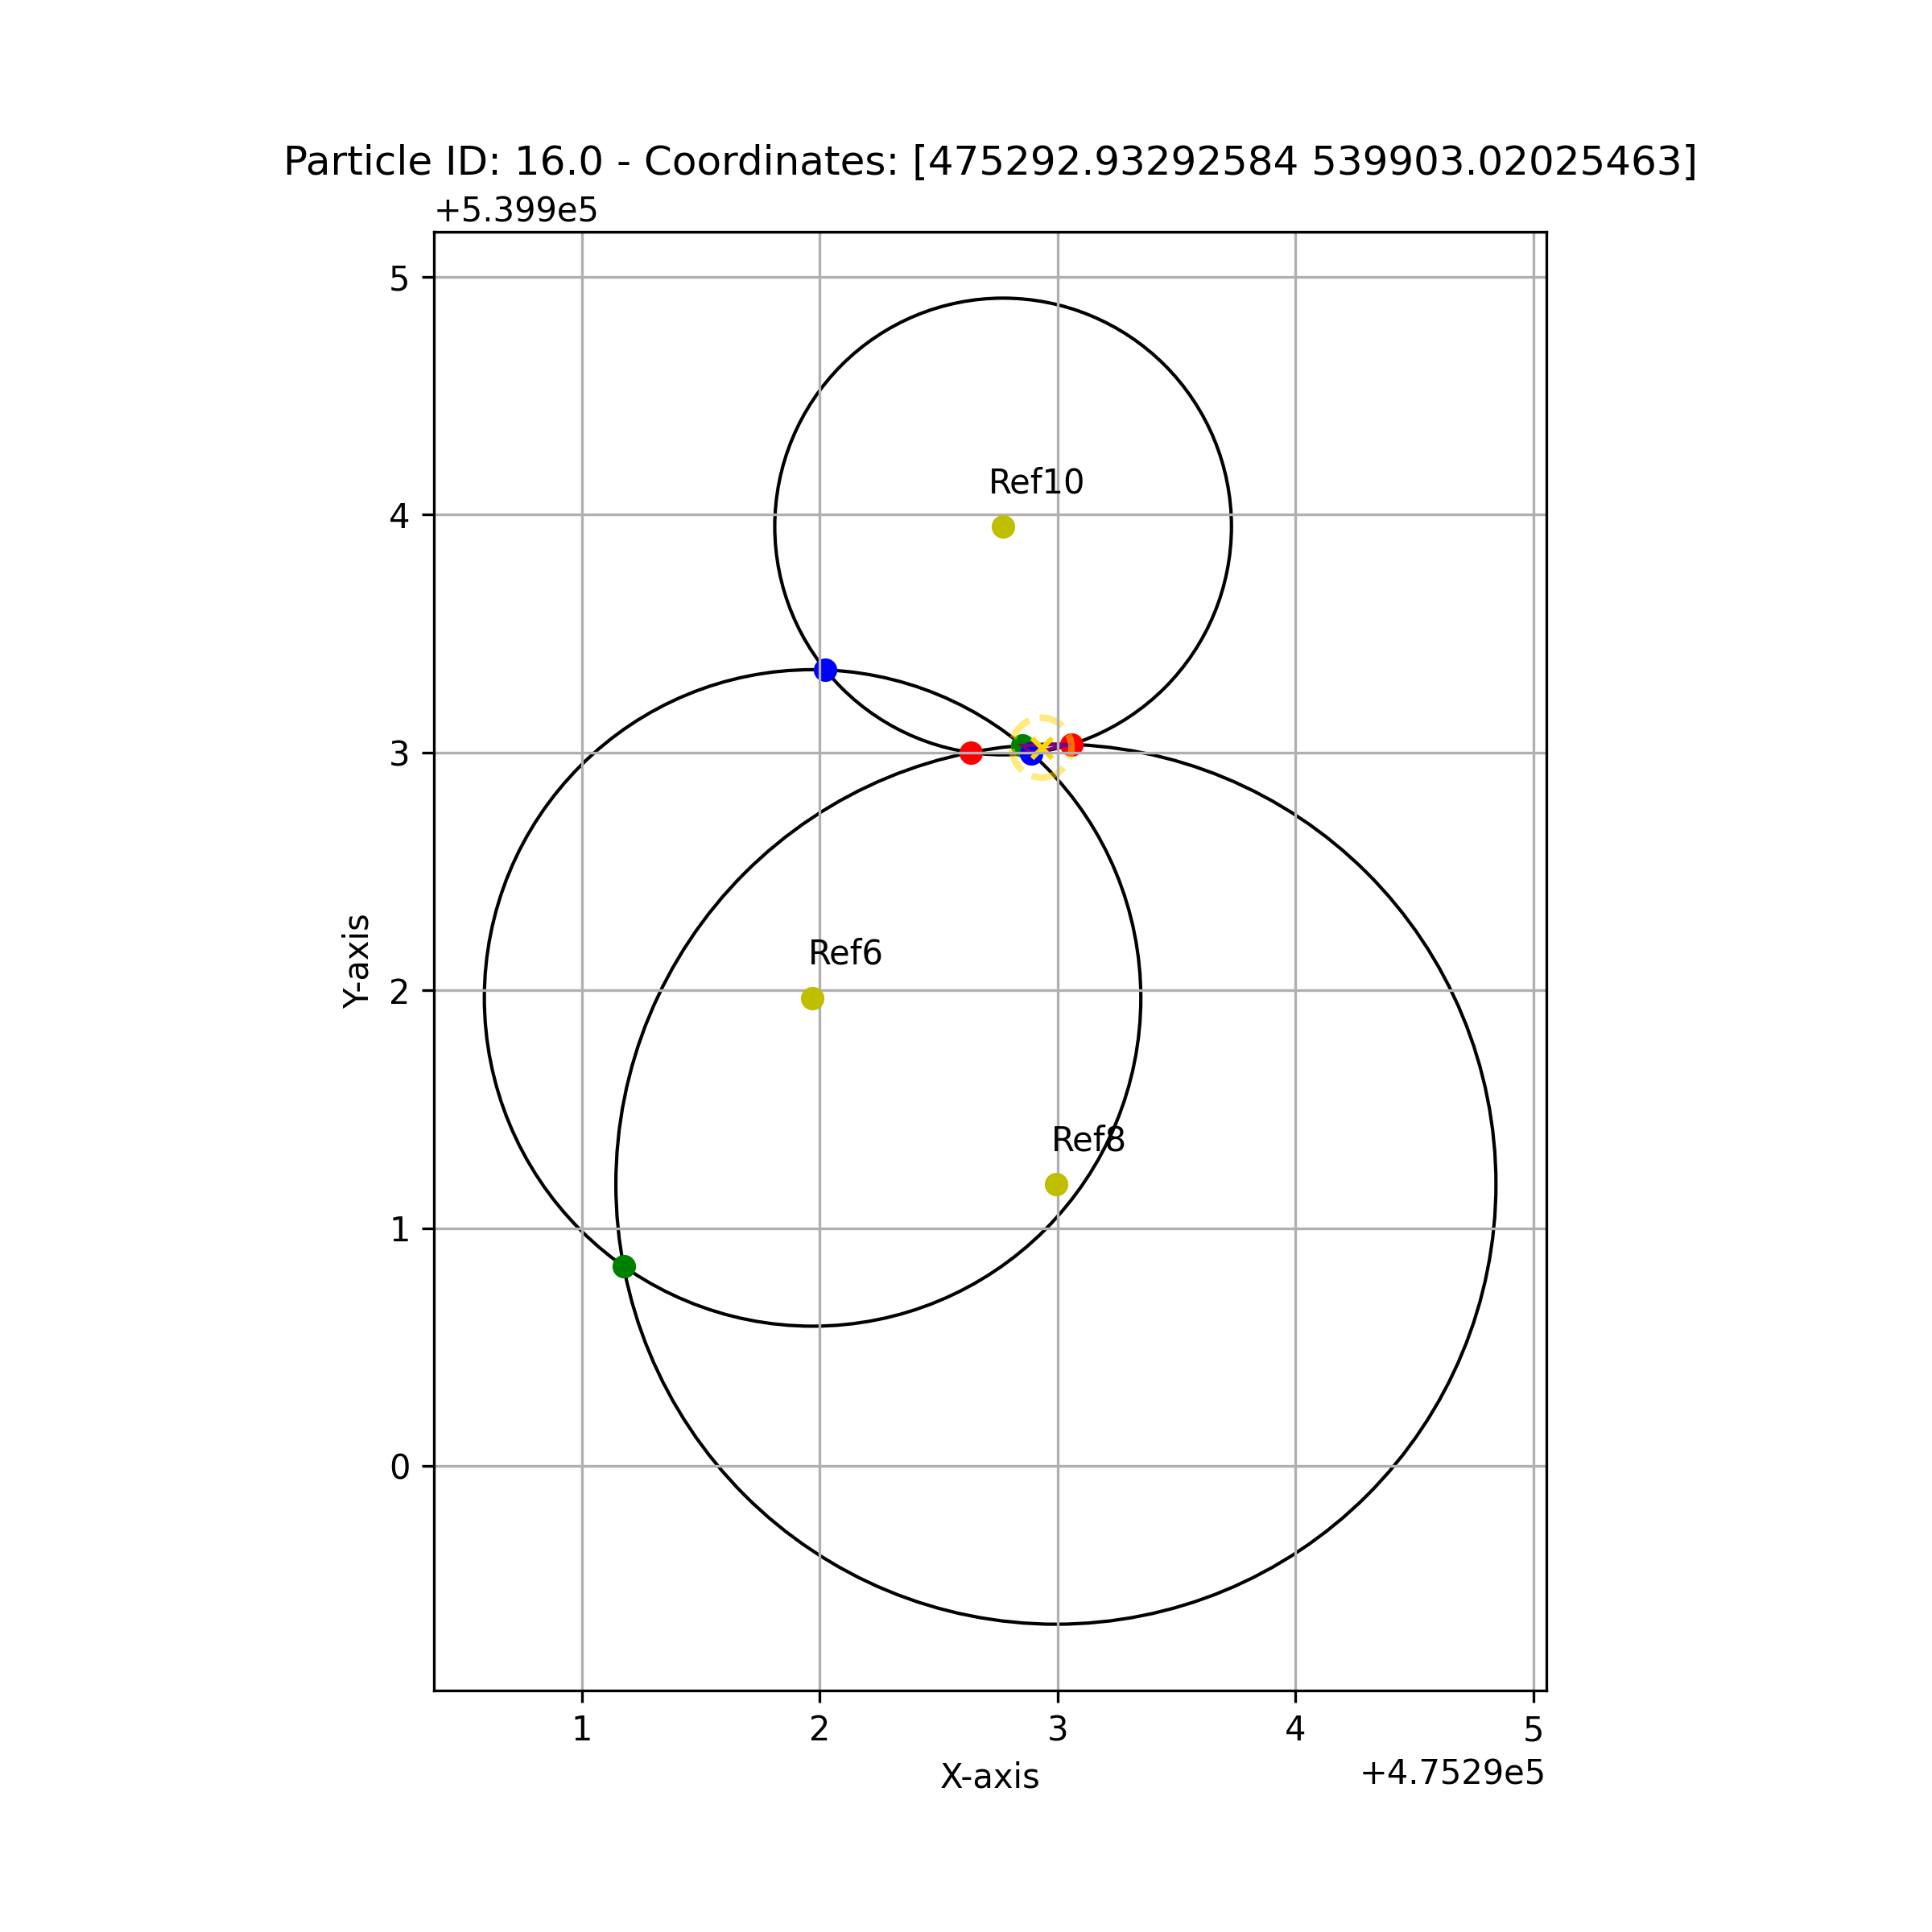 Particle ID: 16.0 - Coordinates: [475292.93292584 539903.02025463]
+5.399e5
5
Ref10
4
3
Ref6
Y-axis
2
Ref8
1
0
1 2 3 4 5
X-axis
+4.7529e5